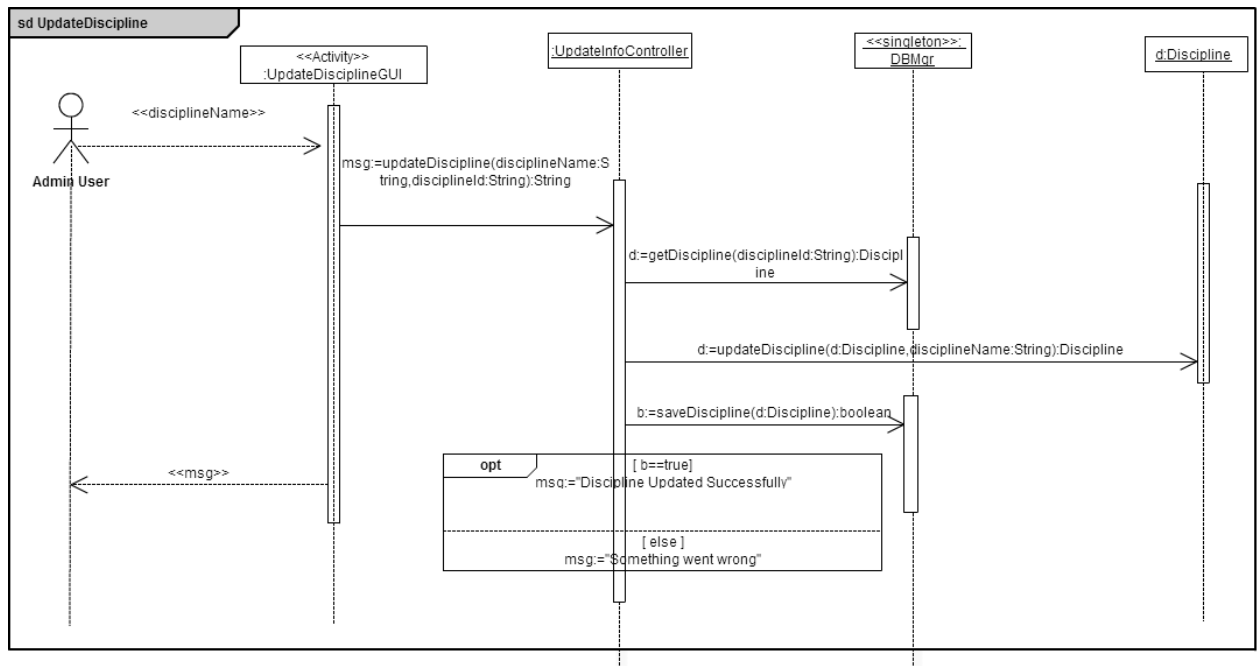 sd UpdateDiscipline
<<Activity>>
:UpdateDisciplineGUI
:UpdateInfoController
<<singleton>>:
DBMgr
d:Discipline
<<disciplineName>>
Admin User
msg:=updateDiscipline(disciplineName:S
tring,disciplineId:String):String
d:=getDiscipline(disciplineId:String):Discipl
ine
d:=updateDiscipline(d:Discipline,disciplineName:String):Discipline
b:=saveDiscipline(d:Discipline):boolean
<<msg>>
opt
[ b==true]
msg:="Discipline Updated Successfully"
[ else ]
msg:="Something went wrong"